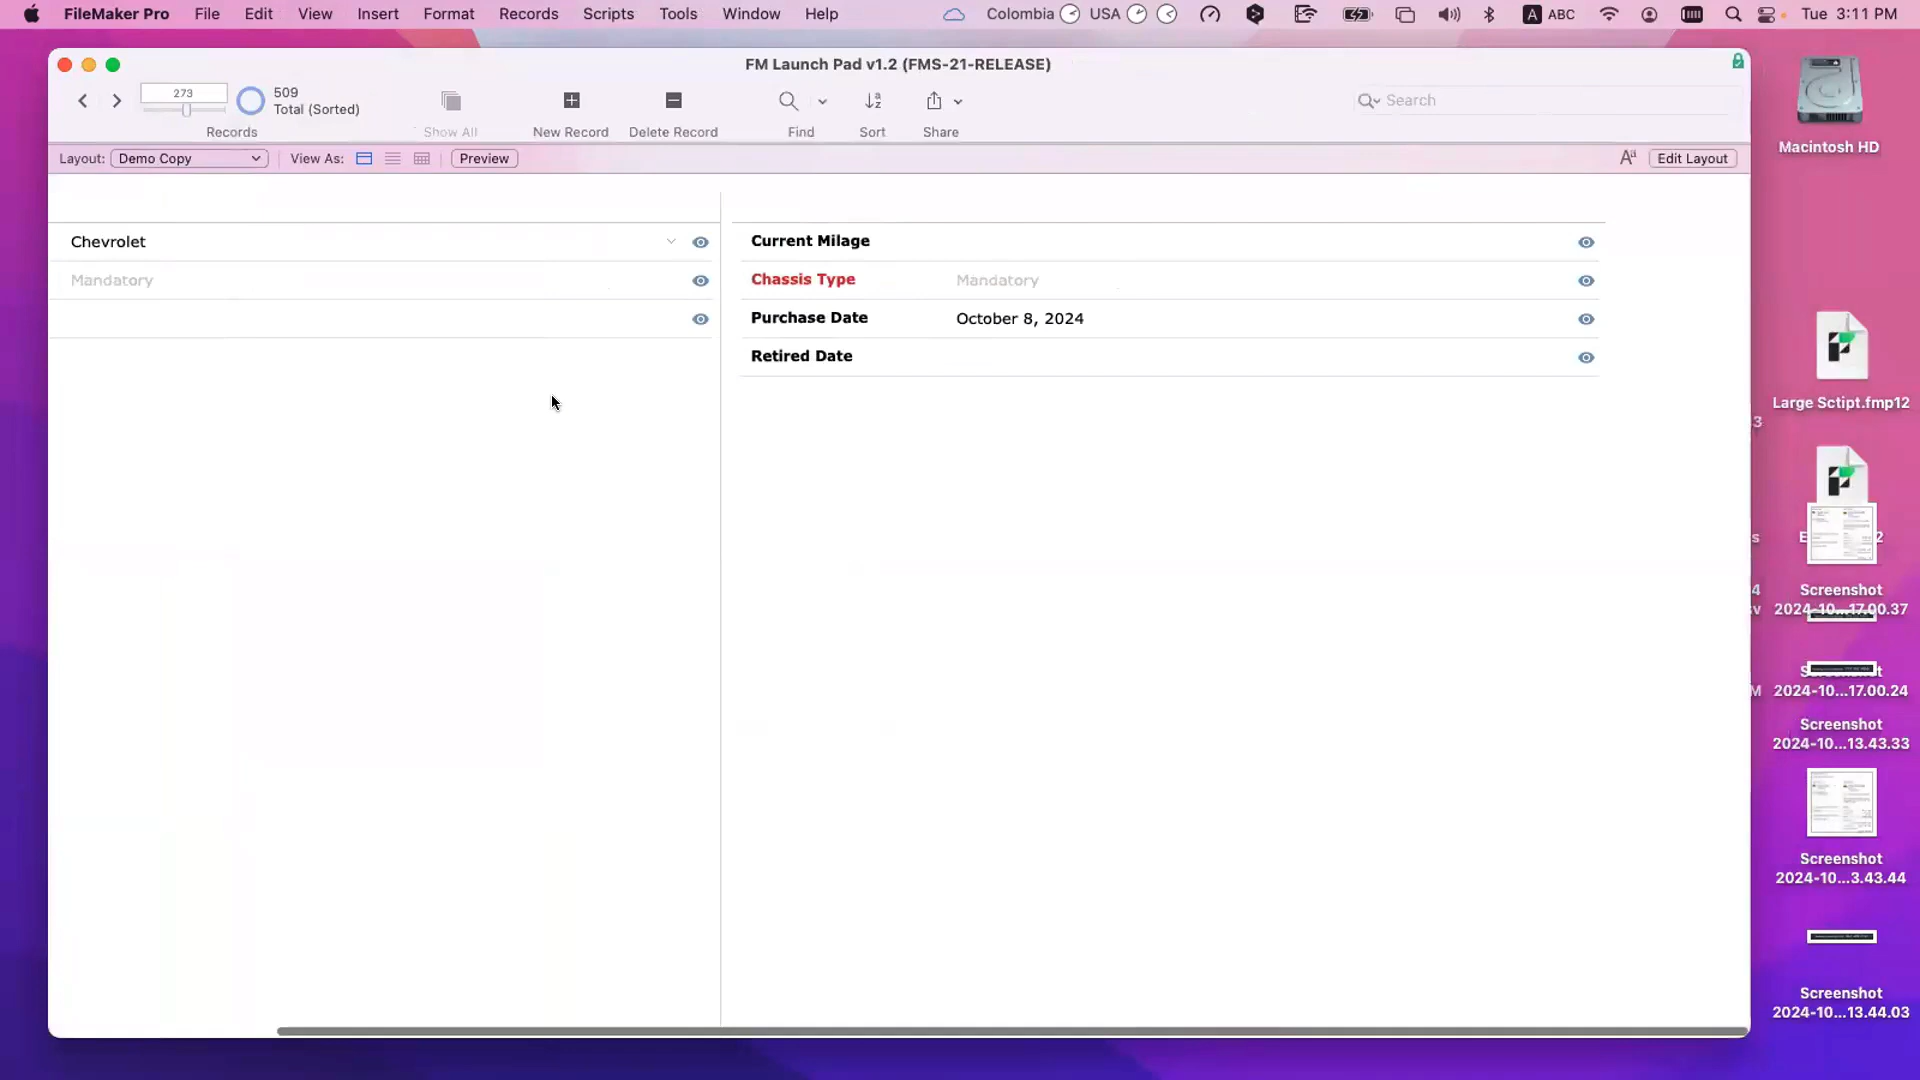 FileMaker Pro File Edit View Insert Format Records Scripts Tools Window Help Colombia USA A ABC Tue 3:11 PM
FM Launch Pad v1.2 (FMS-21-RELEASE)
273
509
Total (Sorted)
Records
Show All
New Record
Delete Record
Find
Sort
Share
Search
Layout: Demo Copy View As: Preview Edit Layout
Chevrolet
Mandatory
Current Milage
Chassis Type Mandatory
Purchase Date October 8, 2024
Retired Date
Macintosh HD
Large Sctipt.fmp12
Screenshot
2024-10...17.00.37
2024-10...17.00.24
Screenshot
2024-10...13.43.33
Screenshot
2024-10...3.43.44
Screenshot
2024-10...13.44.03